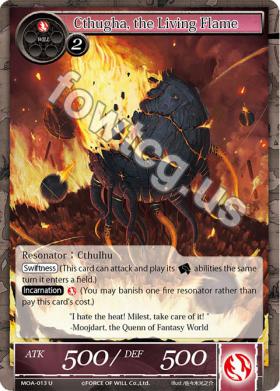 Cthugha, the Living Flame
WILL
2
fowtcg.us
Resonator : Cthulhu
Swiftness (This card can attack and play its abilities the same
turn it enters a field.)
Incarnation (You may banish one fire resonator rather than
pay this card's cost.)
"I hate the heat! Milest, take care of it! "
-Moojdart, the Quenn of Fantasy World
ATK 500 / DEF 500
MOA-013 U ©FORCE OF WILL Co.,Ltd.